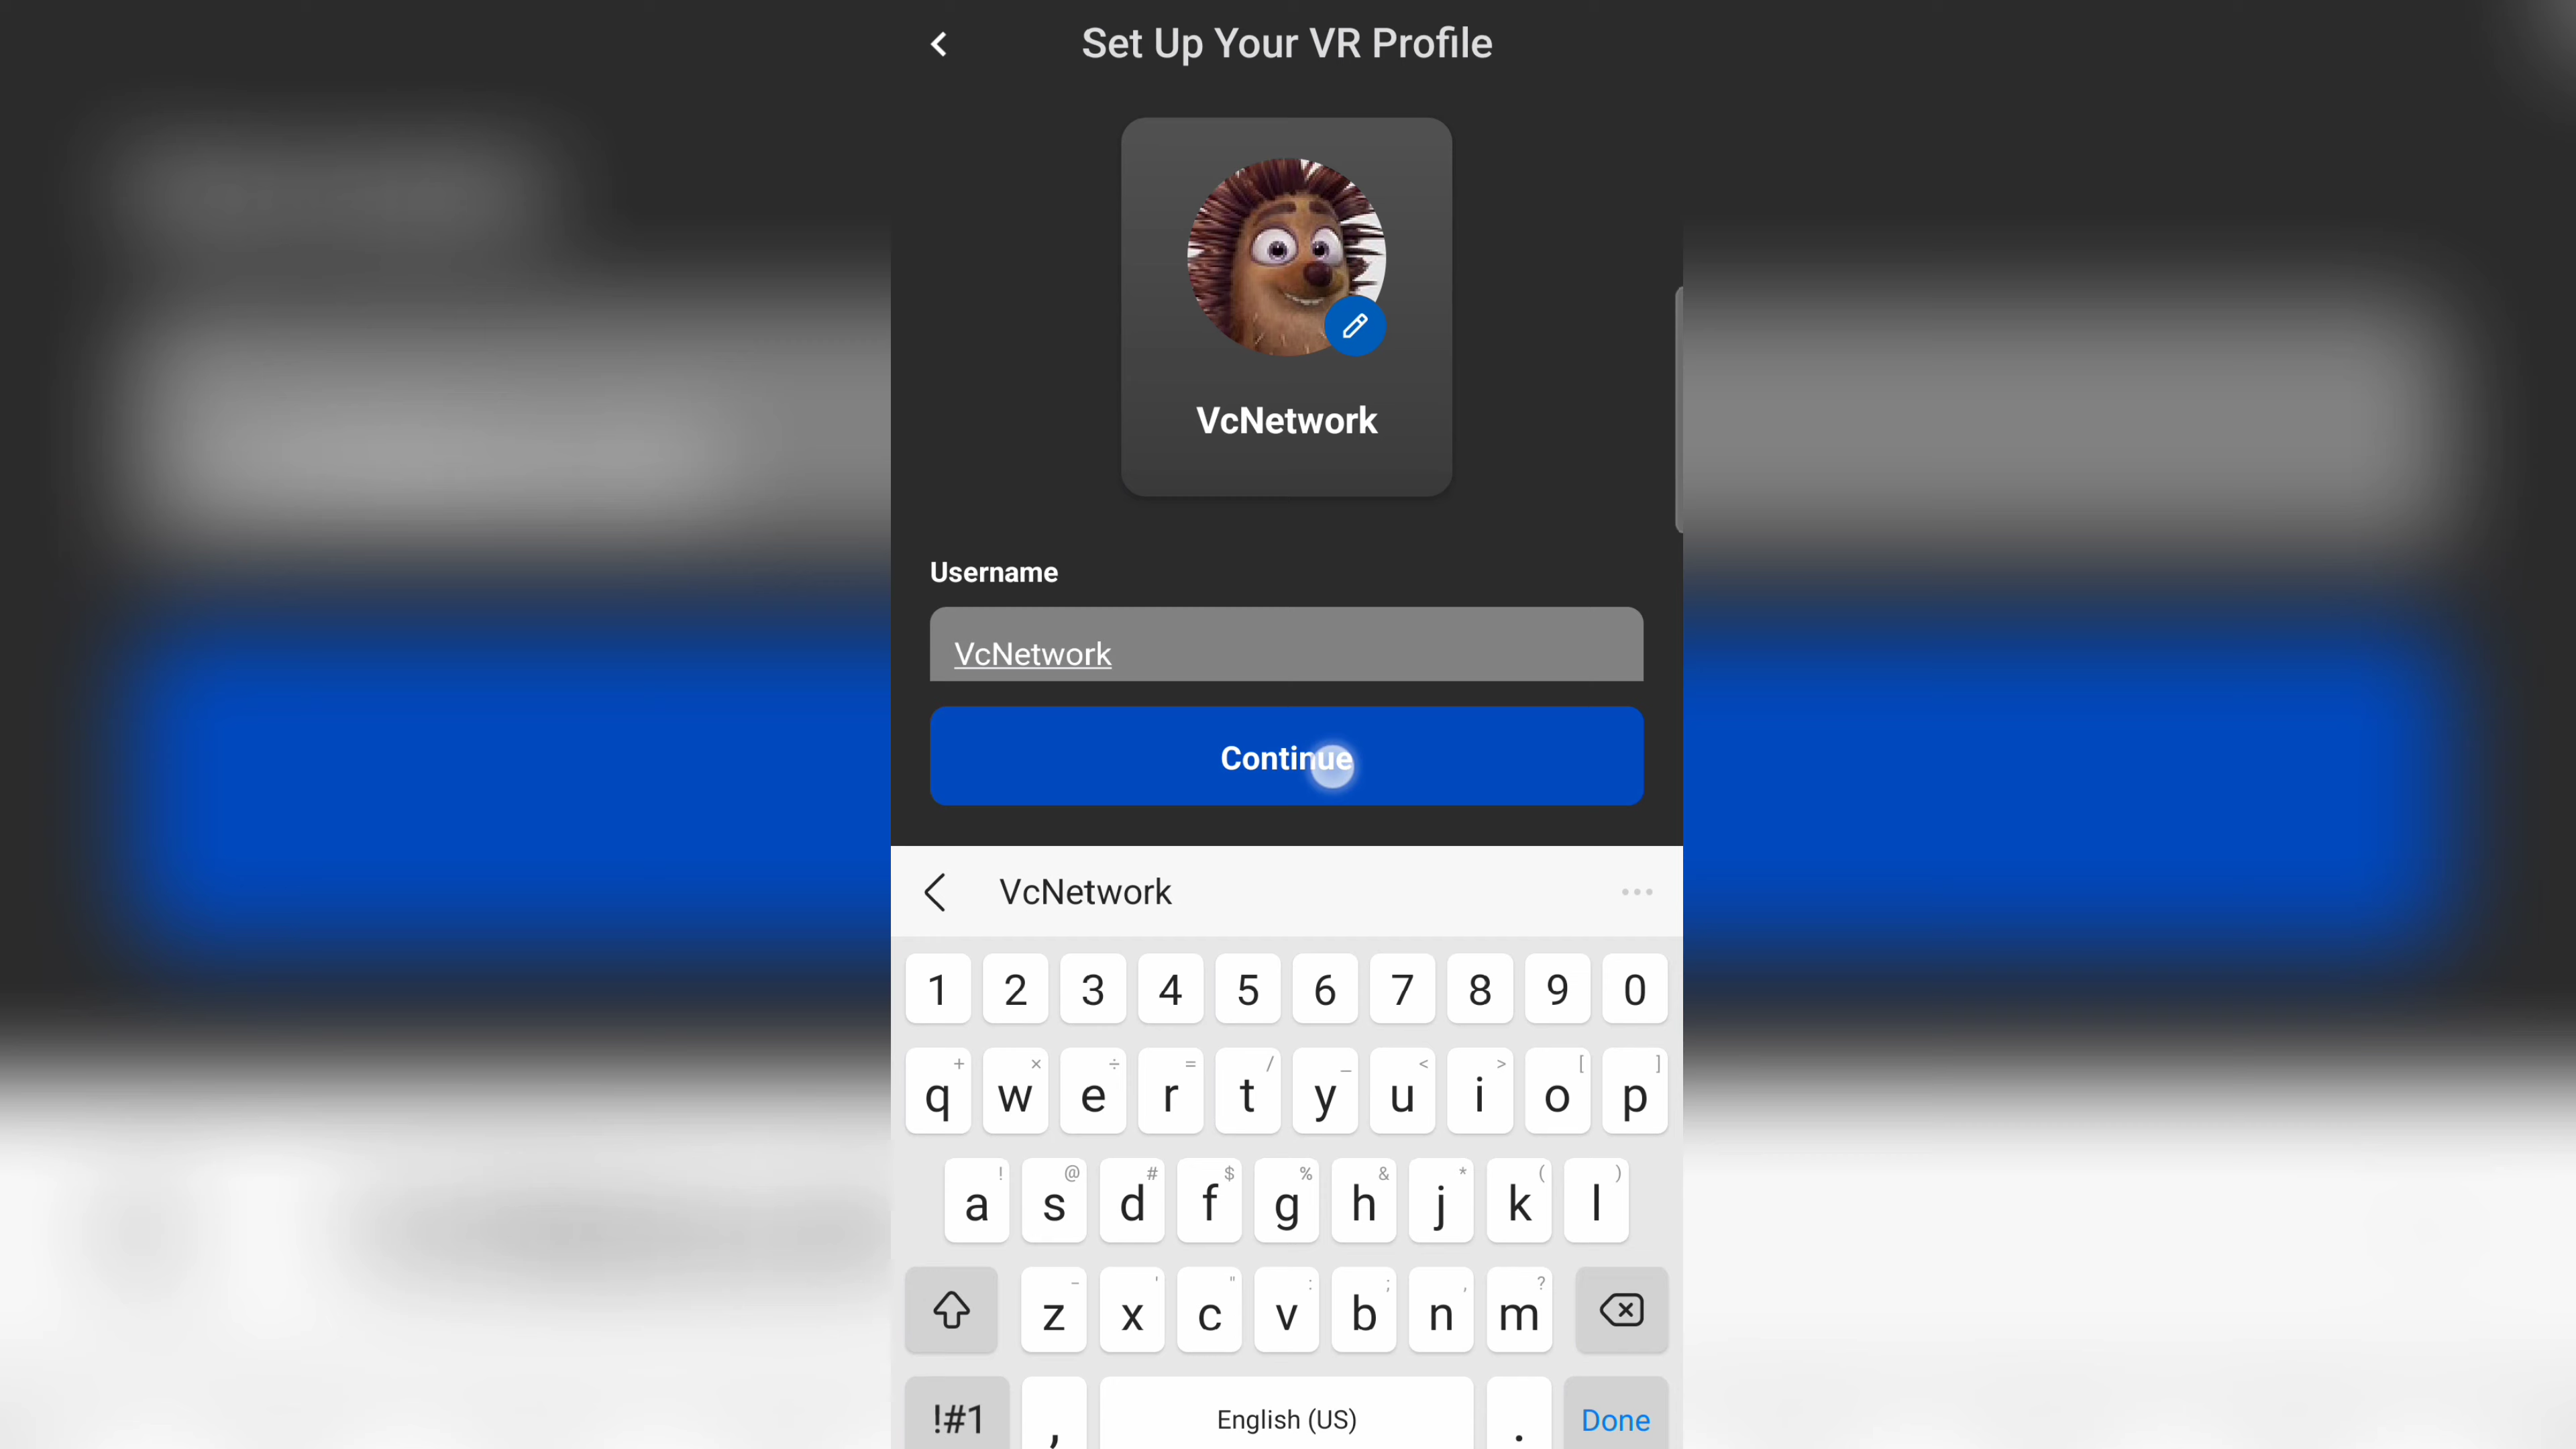 Set Up Your VR Profile
VcNetwork
Username
VcNetwork
Continue
VcNetwork
1 2 3 4 5 6 7 8 9 0
+ × ÷ = / _ < > [ ]
q w e r t y u i o p
! @ # $ % & * ( )
a s d f g h j k l
- ' " : ; , ?
z x c v b n m
!#1 , English (US) . Done